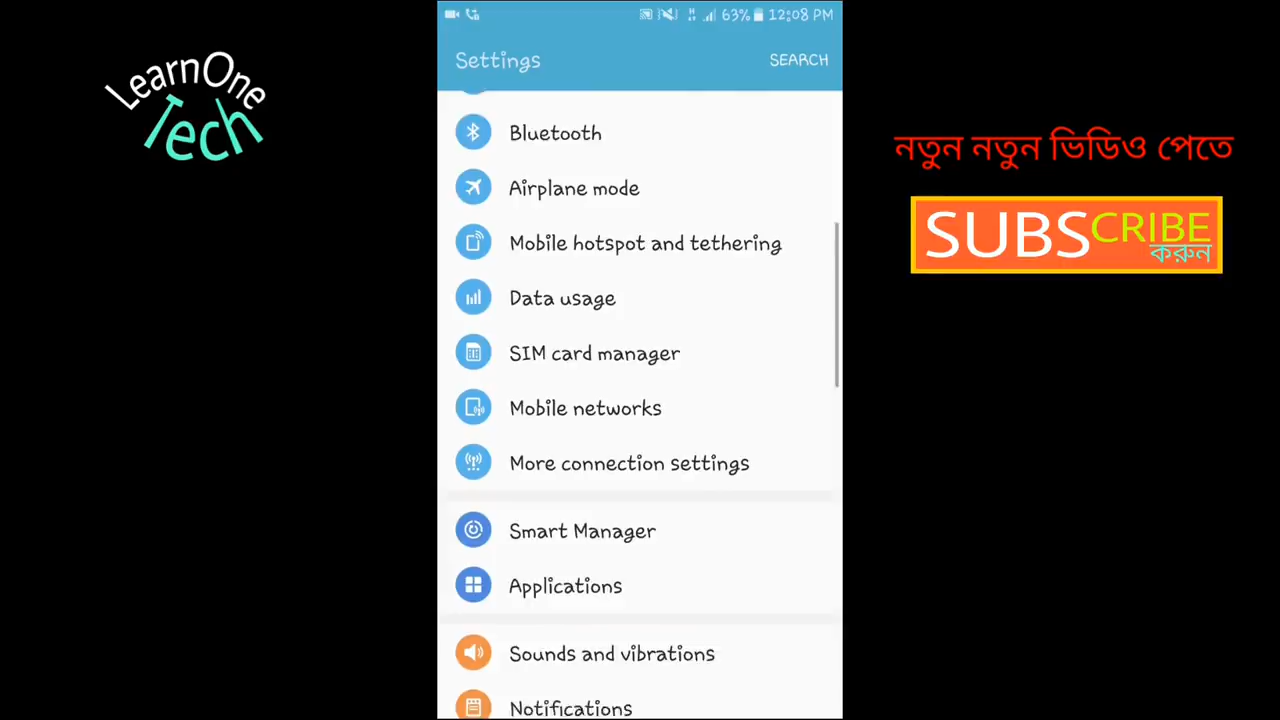 LearnOne
Tech
63% 12:08 PM
Settings
SEARCH
Bluetooth
Airplane mode
Mobile hotspot and tethering
Data usage
SIM card manager
Mobile networks
More connection settings
Smart Manager
Applications
Sounds and vibrations
Notifications
নতুন নতুন ভিডিও পেতে
SUBSCRIBE
করুন